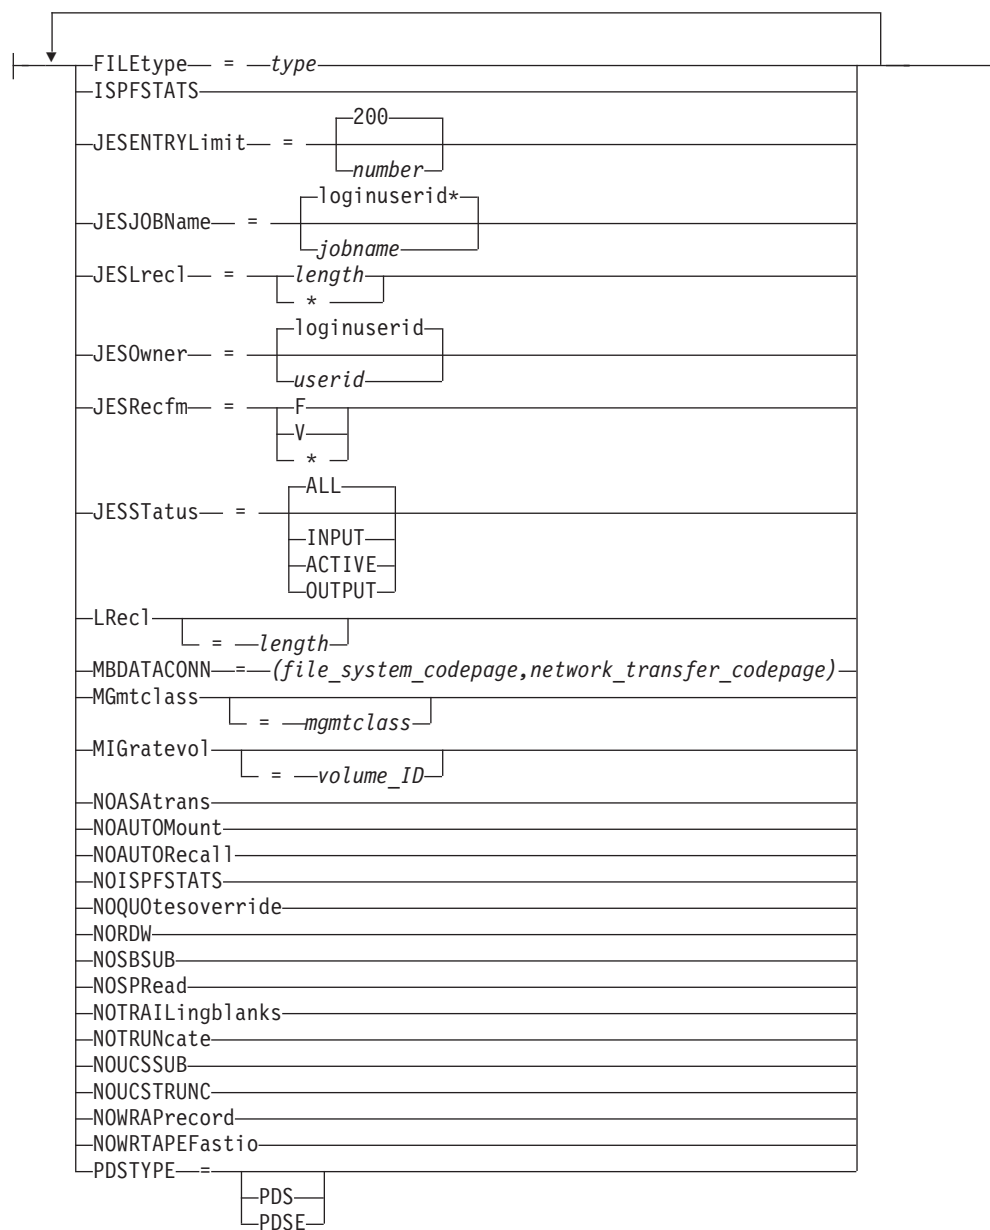 FILEtype = type
ISPFSTATS
200
JESENTRYLimit =
number
loginuserid*
JESJOBName =
jobname
JESLrecl = length
*
loginuserid
JESOwner =
userid
JESRecfm = F
V
*
ALL
JESSTatus =
INPUT
ACTIVE
OUTPUT
LRecl
= length
MBDATACONN = (file_system_codepage,network_transfer_codepage)
MGmtclass
= mgmtclass
MIGratevol
= volume_ID
NOASAtrans
NOAUTOMount
NOAUTORecall
NOISPFSTATS
NOQUOtesoverride
NORDW
NOSBSUB
NOSPRead
NOTRAILingblanks
NOTRUNcate
NOUCSSUB
NOUCSTRUNC
NOWRAPrecord
NOWRTAPEFastio
PDSTYPE =
PDS
PDSE